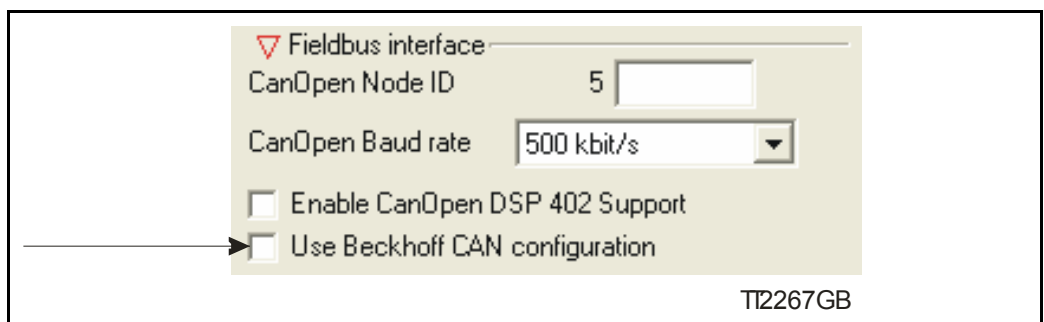 Fieldbus interface
CanOpen Node ID 5
CanOpen Baud rate 500 kbit/s
Enable CanOpen DSP 402 Support
Use Beckhoff CAN configuration
TT2267GB